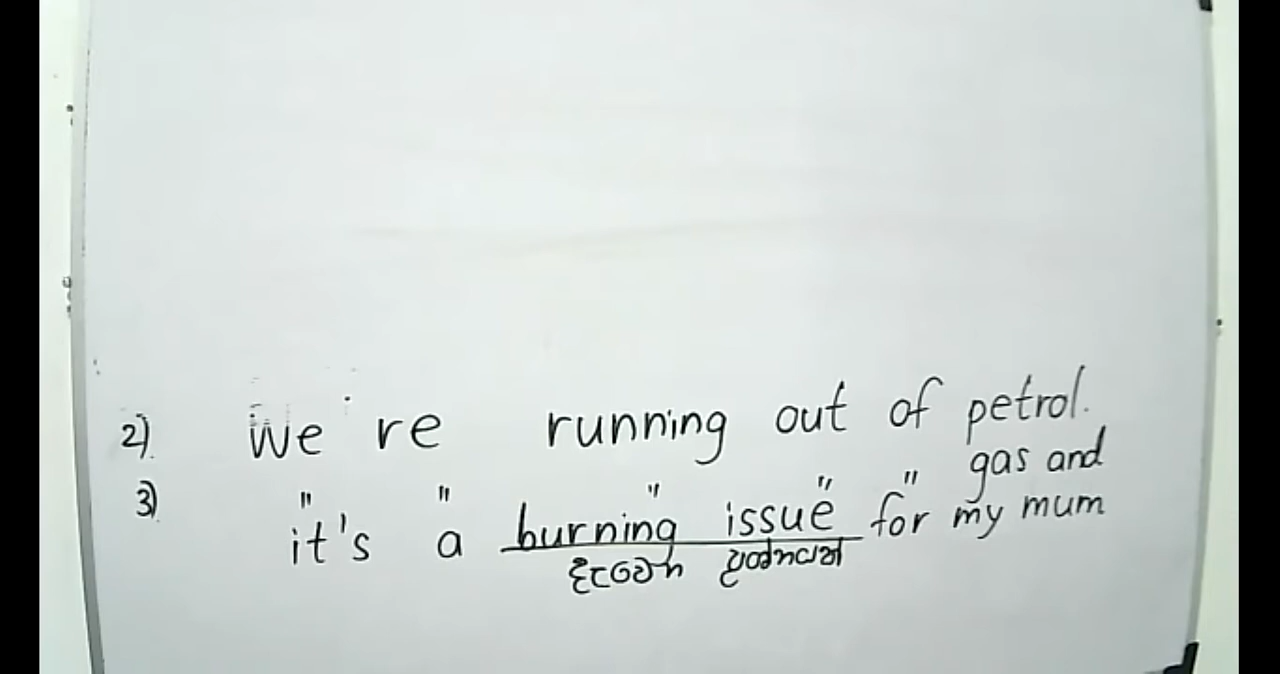 2) We're running out of petrol.
3) " " " " " gas and
it's a burning issue for my mum